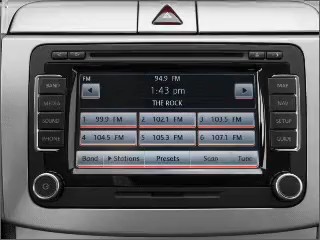 FM 94.9 FM
1:43 pm
THE ROCK
BAND
MEDIA
SOUND
PHONE
MAP
NAV
SETUP
GUIDE
1 99.9 FM 2 102.1 FM 3 103.5 FM
4 104.5 FM 5 105.3 FM 6 107.1 FM
Band Stations Presets Scan Tune